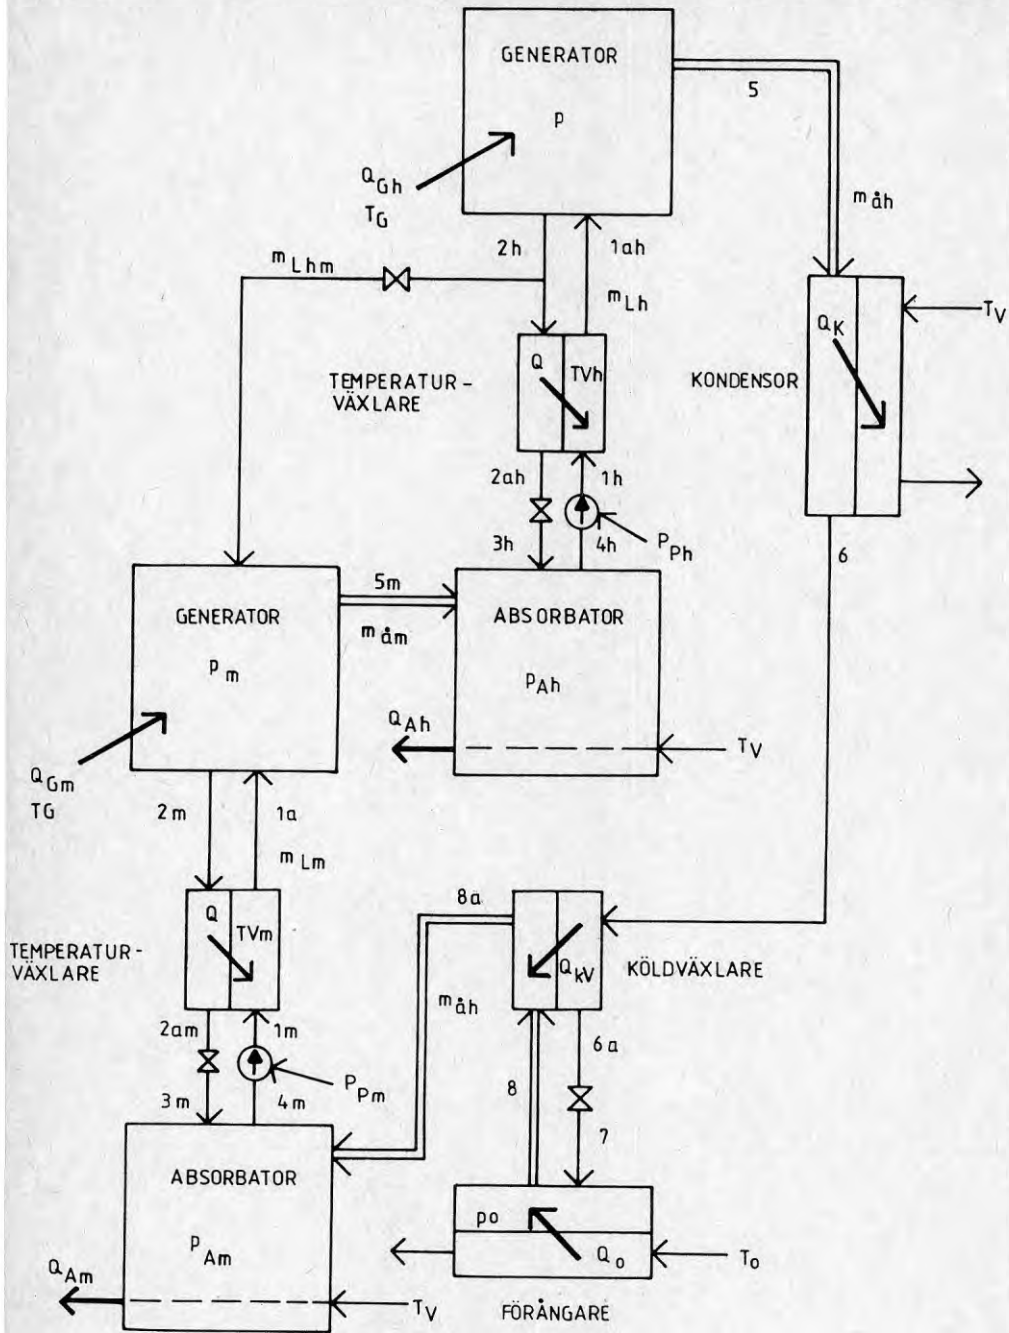 GENERATOR
p
5
Q Gh
T G
m åh
2h
1ah
m Lhm
m Lh
T V
Q K
TEMPERATUR-
VÄXLARE
Q
TVh
KONDENSOR
2ah
1h
3h
4h
P Ph
6
5m
GENERATOR
m åm
ABSORBATOR
p m
p Ah
Q Ah
T V
Q Gm
TG
2m
1a
m Lm
8a
Q
TVm
TEMPERATUR-
VÄXLARE
Q kV
KÖLDVÄXLARE
m åh
2am
1m
6a
P Pm
8
3m
4m
7
ABSORBATOR
po
P Am
Q o
T o
Q Am
T V
FÖRÅNGARE